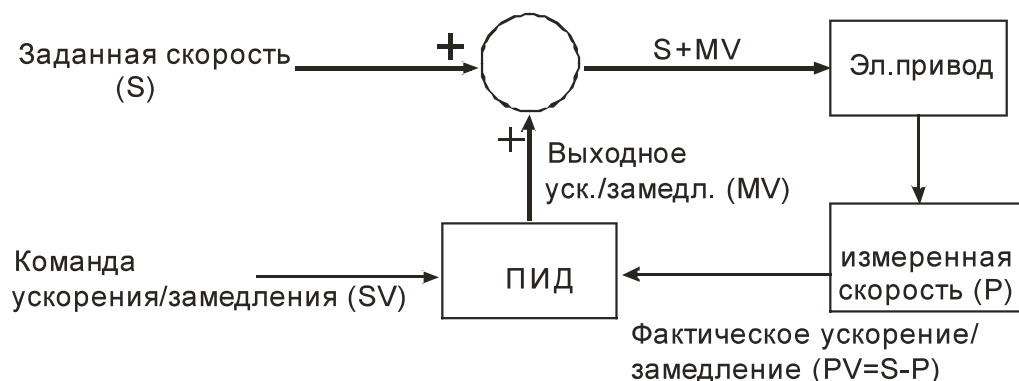 Заданная скорость
(S)
+
S+MV
Эл.привод
+
Выходное
уск./замедл. (MV)
Команда
ускорения/замедления (SV)
ПИД
измеренная
скорость (P)
Фактическое ускорение/
замедление (PV=S-P)